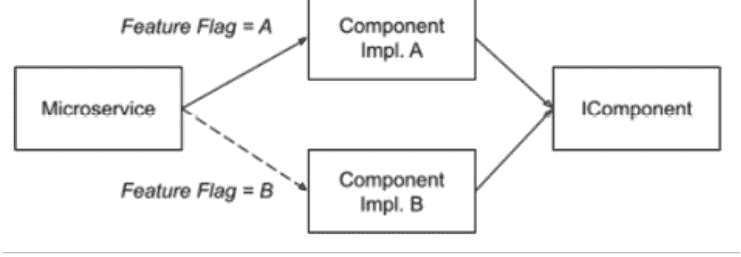 Feature Flag = A
Component
Impl. A
Microservice
IComponent
Feature Flag = B
Component
Impl. B